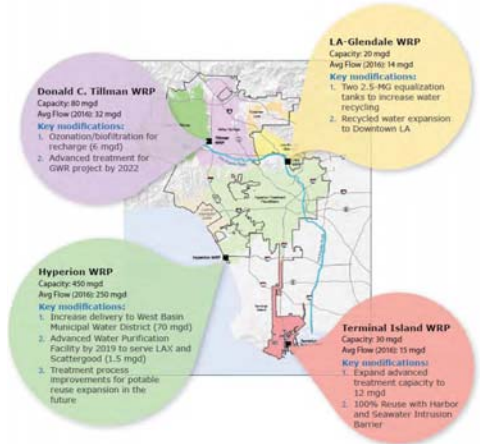 LA-Glendale WRP
Capacity: 20 mgd
Avg Flow (2016): 14 mgd
Key modifications:
1. Two 2.5-MG equalization
tanks to increase water
recycling
2. Recycled water expansion
to Downtown LA
Donald C. Tillman WRP
Capacity: 80 mgd
Avg Flow (2016): 32 mgd
Key modifications:
1. Ozonation/biofiltration for
recharge (6 mgd)
2. Advanced treatment for
GWR project by 2022
Hyperion WRP
Hyperion WRP
Capacity: 450 mgd
Avg Flow (2016): 250 mgd
Key modifications:
1. Increase delivery to West Basin
Municipal Water District (70 mgd)
2. Advanced Water Purification
Facility by 2019 to serve LAX and
Scattergood (1.5 mgd)
3. Treatment process
improvements for potable
reuse expansion in the
future
Terminal Island WRP
Capacity: 30 mgd
Avg Flow (2016): 15 mgd
Key modifications:
1. Expand advanced
treatment capacity to
12 mgd
2. 100% Reuse with Harbor
and Seawater Intrusion
Barrier